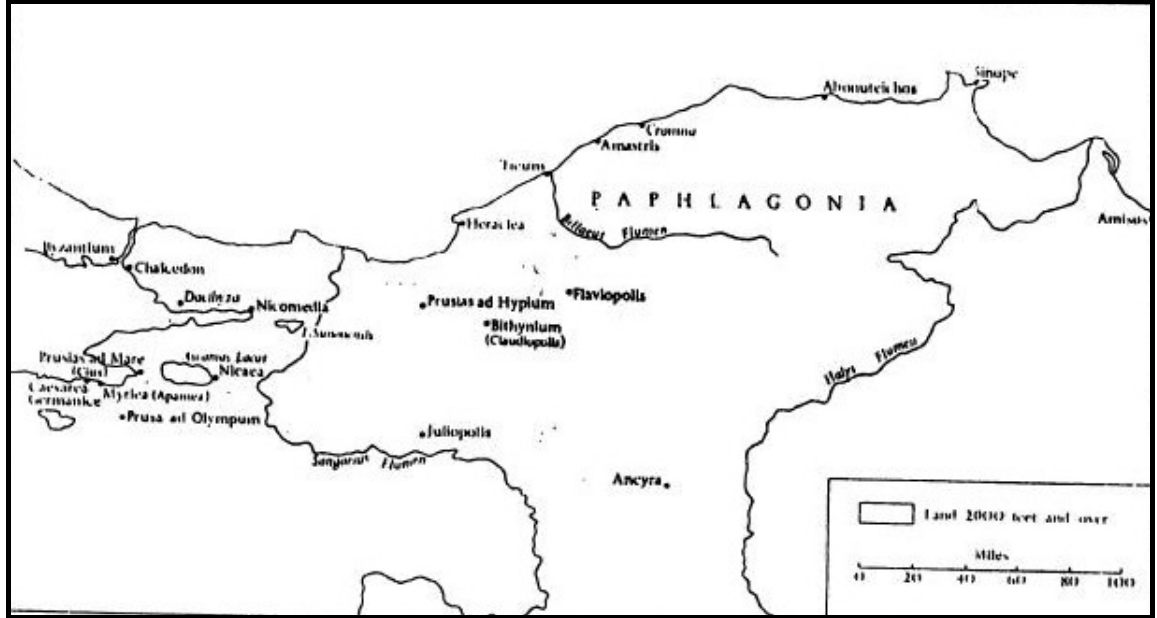 Sinope
Abonuteichos
Cromna
Amastris
Tieum
PAPHLAGONIA
Heraclea
Billaeus Flumen
Amisus
Byzantium
Chalcedon
Dacibyza
Nicomedia
Prusias ad Hypium
Flaviopolis
Bithynium
(Claudiopolis)
Halys Flumen
Prusias ad Mare
(Cius)
Lacus
Nicaea
Caesarea
Germanice
Myrlea (Apamea)
Prusa ad Olympum
Juliopolis
Sangarius Flumen
Ancyra
Land 2000 feet and over
Miles
0 20 40 60 80 100